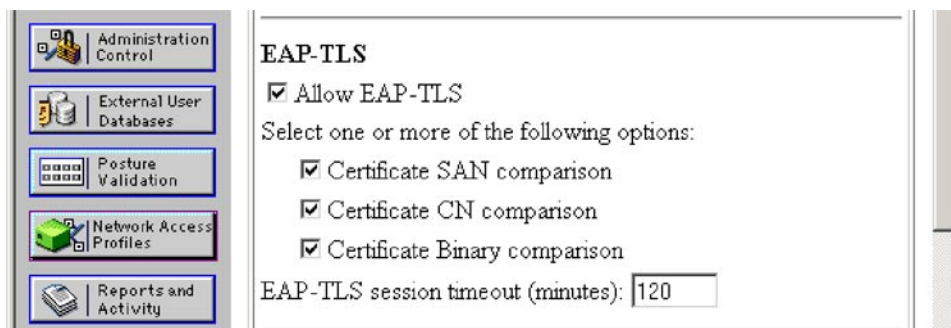 Administration
Control
External User
Databases
Posture
Validation
Network Access
Profiles
Reports and
Activity
EAP-TLS
Allow EAP-TLS
Select one or more of the following options:
Certificate SAN comparison
Certificate CN comparison
Certificate Binary comparison
EAP-TLS session timeout (minutes): 120